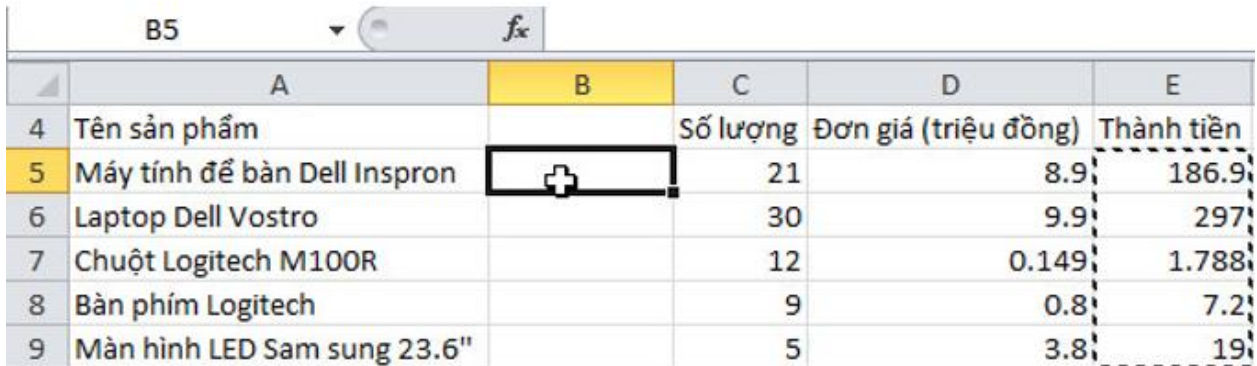 B5 fx
A B C D E
4 Tên sản phẩm Số lượng Đơn giá (triệu đồng) Thành tiền
5 Máy tính để bàn Dell Inspron 21 8.9 186.9
6 Laptop Dell Vostro 30 9.9 297
7 Chuột Logitech M100R 12 0.149 1.788
8 Bàn phím Logitech 9 0.8 7.2
9 Màn hình LED Sam sung 23.6" 5 3.8 19